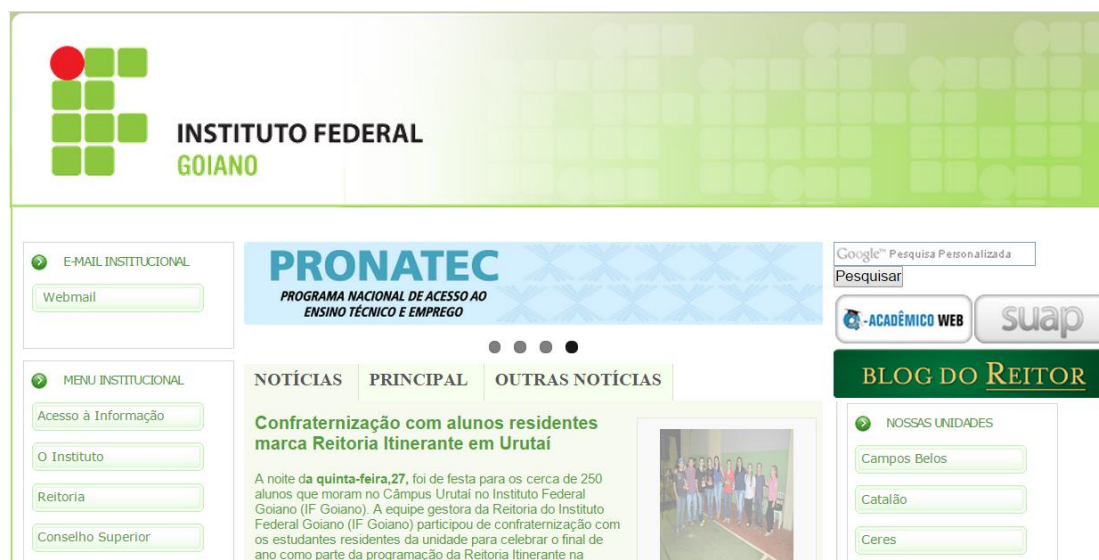 INSTITUTO FEDERAL
GOIANO
E-MAIL INSTITUCIONAL
Webmail
MENU INSTITUCIONAL
Acesso à Informação
O Instituto
Reitoria
Conselho Superior
PRONATEC
PROGRAMA NACIONAL DE ACESSO AO
ENSINO TÉCNICO E EMPREGO
NOTÍCIAS PRINCIPAL OUTRAS NOTÍCIAS
Confraternização com alunos residentes
marca Reitoria Itinerante em Urutaí
A noite da quinta-feira,27, foi de festa para os cerca de 250
alunos que moram no Câmpus Urutaí no Instituto Federal
Goiano (IF Goiano). A equipe gestora da Reitoria do Instituto
Federal Goiano (IF Goiano) participou de confraternização com
os estudantes residentes da unidade para celebrar o final de
ano como parte da programação da Reitoria Itinerante na
Google™ Pesquisa Personalizada
Pesquisar
Q-ACADÊMICO WEB
suap
BLOG DO REITOR
NOSSAS UNIDADES
Campos Belos
Catalão
Ceres